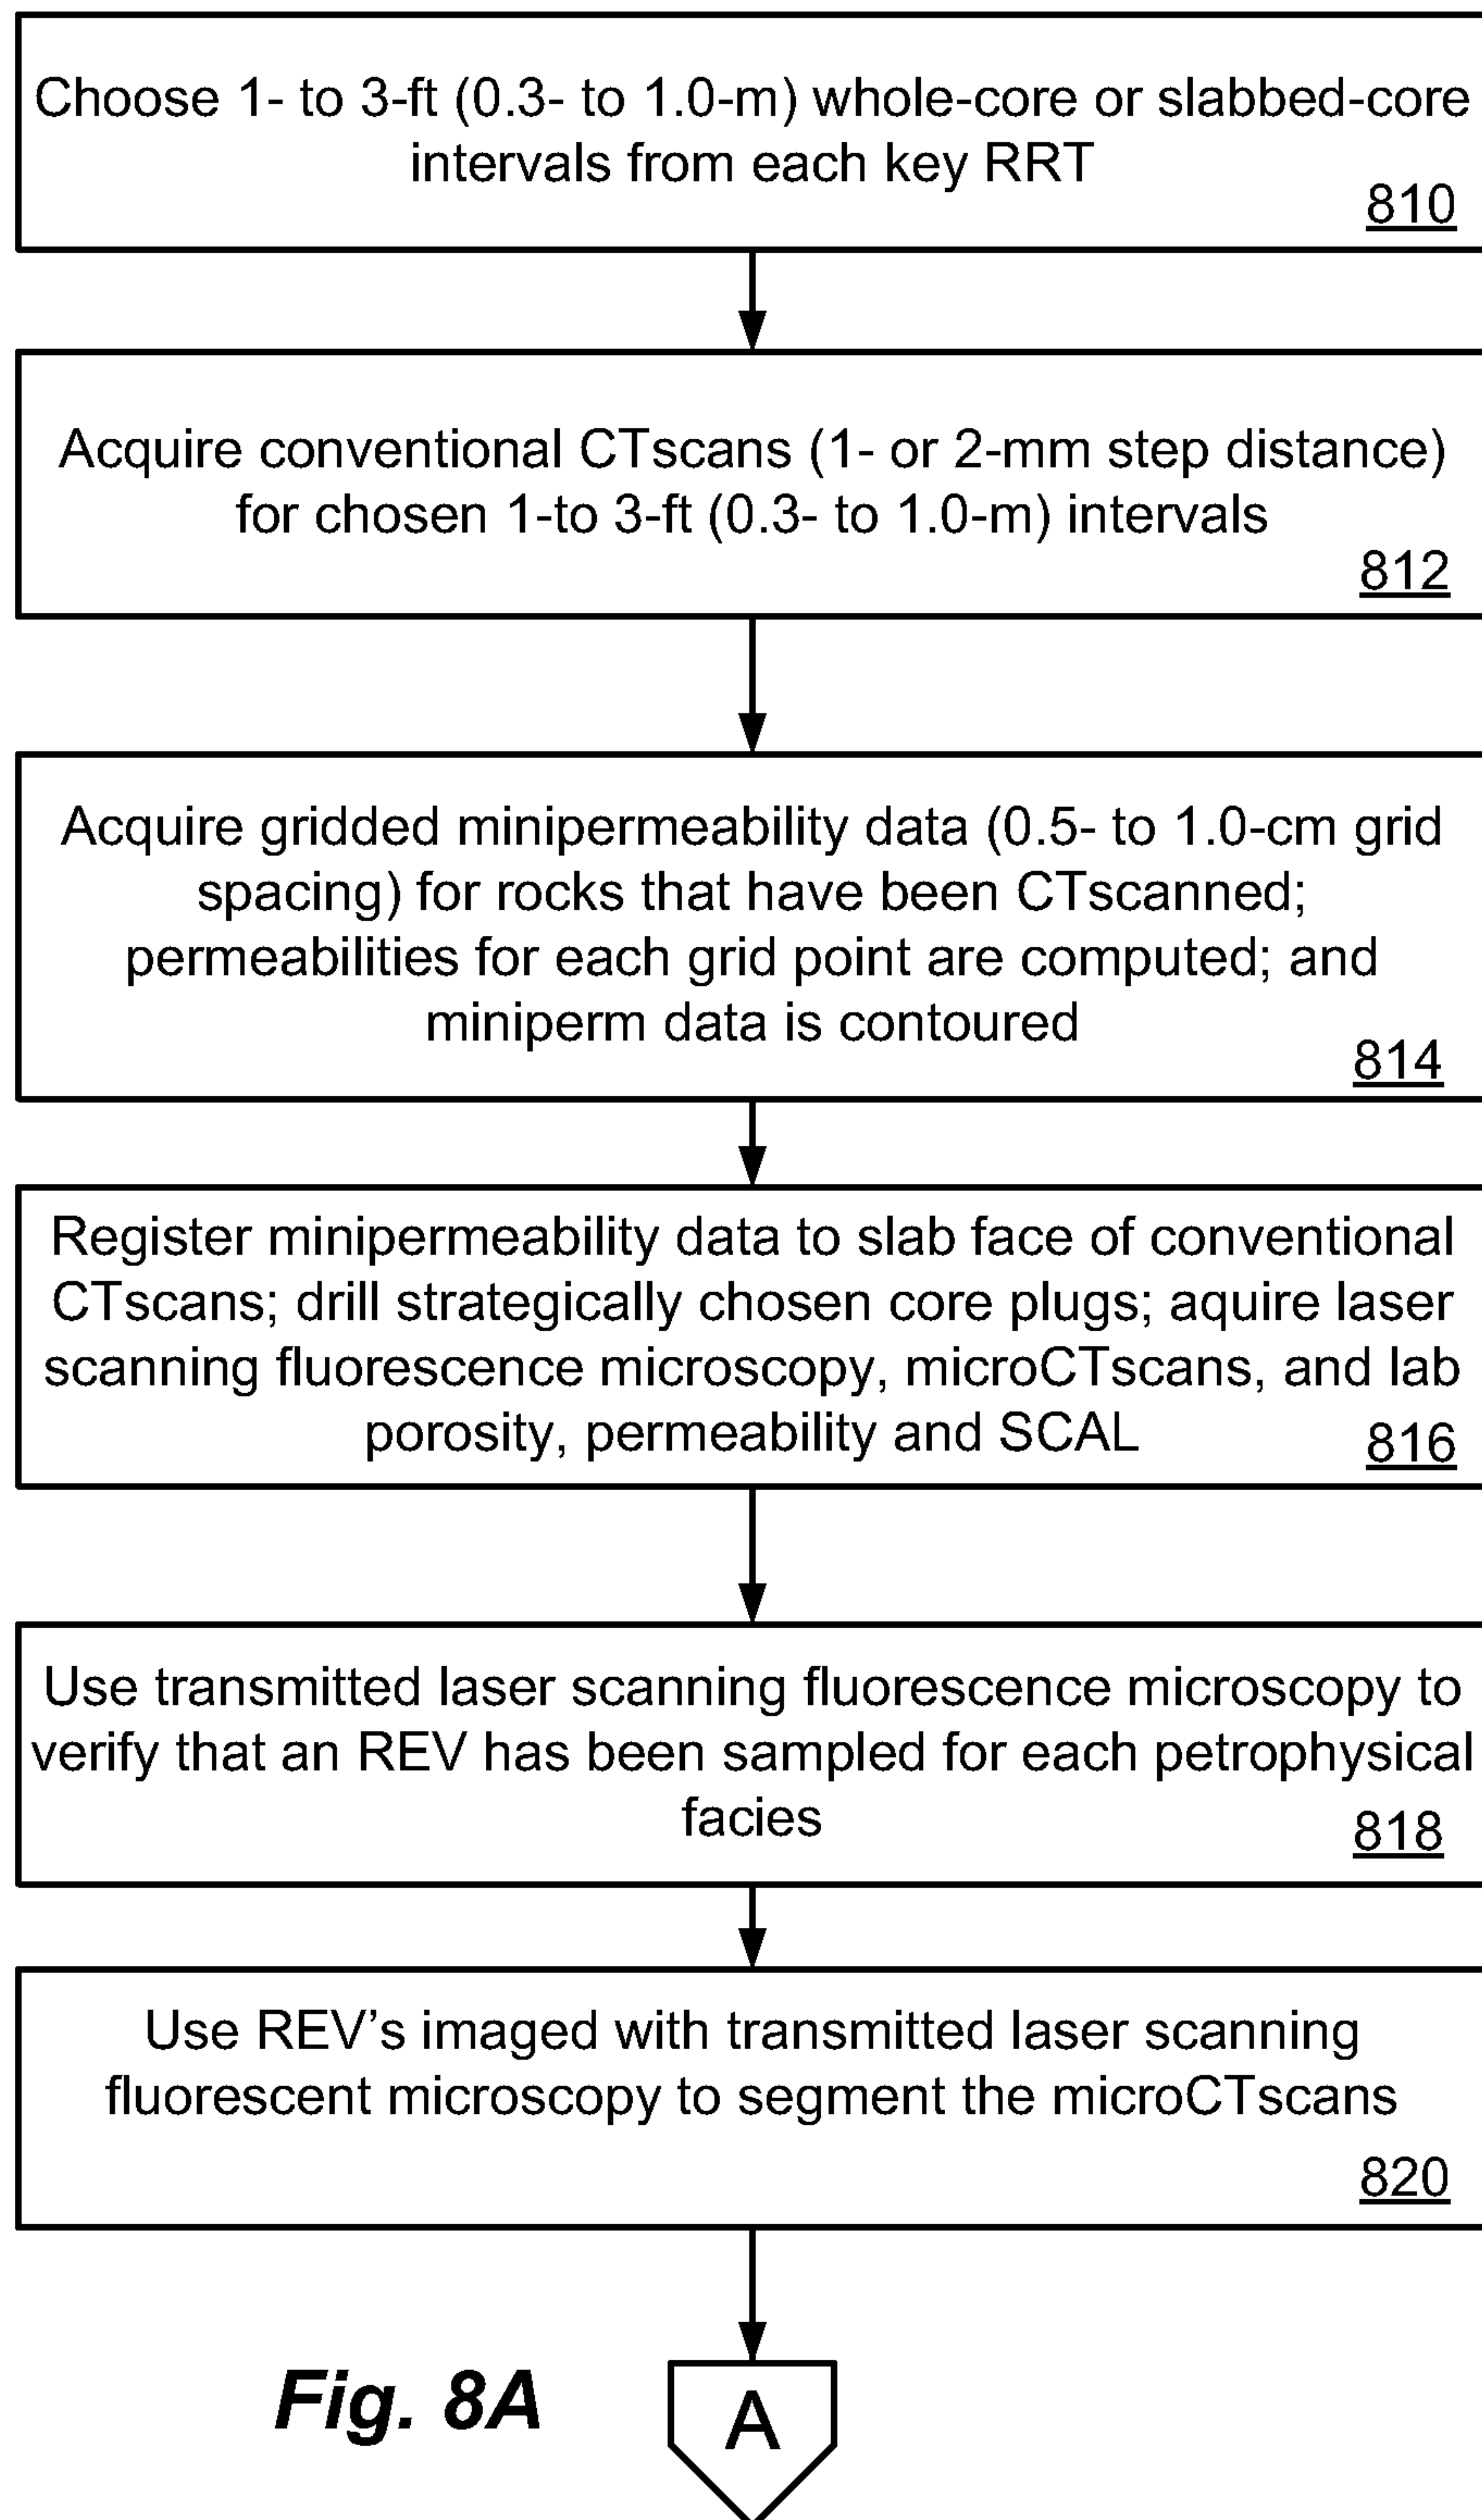 Choose 1- to 3-ft (0.3- to 1.0-m) whole-core or slabbed-core
intervals from each key RRT
810
Acquire conventional CTscans (1- or 2-mm step distance)
for chosen 1-to 3-ft (0.3- to 1.0-m) intervals
812
Acquire gridded minipermeability data (0.5- to 1.0-cm grid
spacing) for rocks that have been CTscanned;
permeabilities for each grid point are computed; and
miniperm data is contoured
814
Register minipermeability data to slab face of conventional
CTscans; drill strategically chosen core plugs; aquire laser
scanning fluorescence microscopy, microCTscans, and lab
porosity, permeability and SCAL
816
Use transmitted laser scanning fluorescence microscopy to
verify that an REV has been sampled for each petrophysical
facies
818
Use REV’s imaged with transmitted laser scanning
fluorescent microscopy to segment the microCTscans
820
Fig. 8A
A